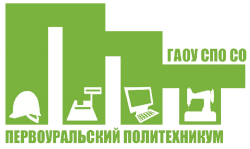 ГАОУ СПО СО
ПЕРВОУРАЛЬСКИЙ ПОЛИТЕХНИКУМ